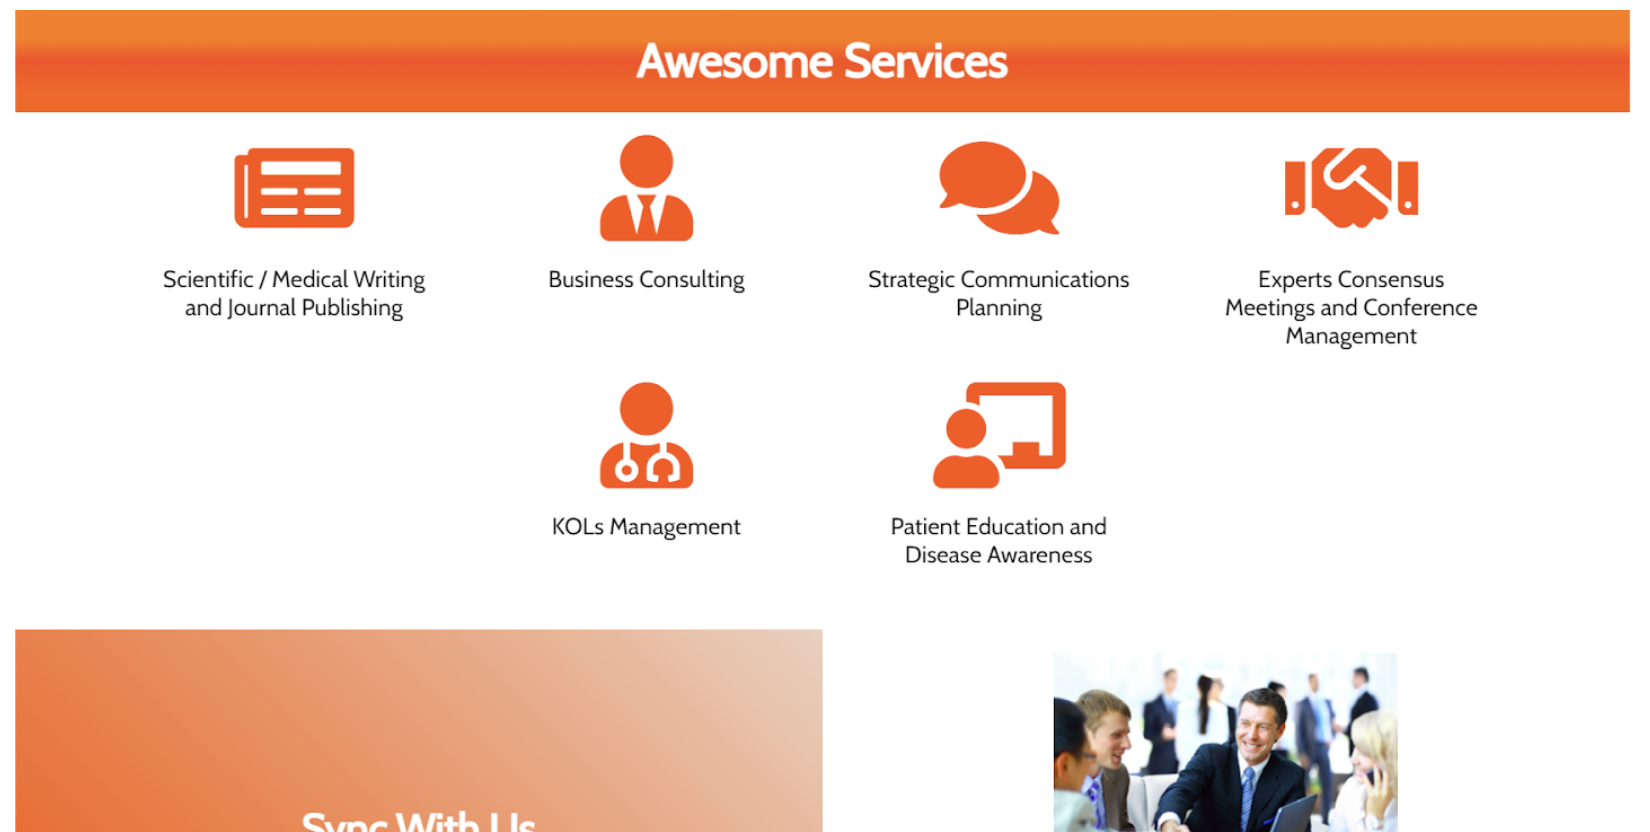 Awesome Services
Scientific / Medical Writing
and Journal Publishing
Business Consulting
Strategic Communications
Planning
Experts Consensus
Meetings and Conference
Management
KOLs Management
Patient Education and
Disease Awareness
Sync With Us